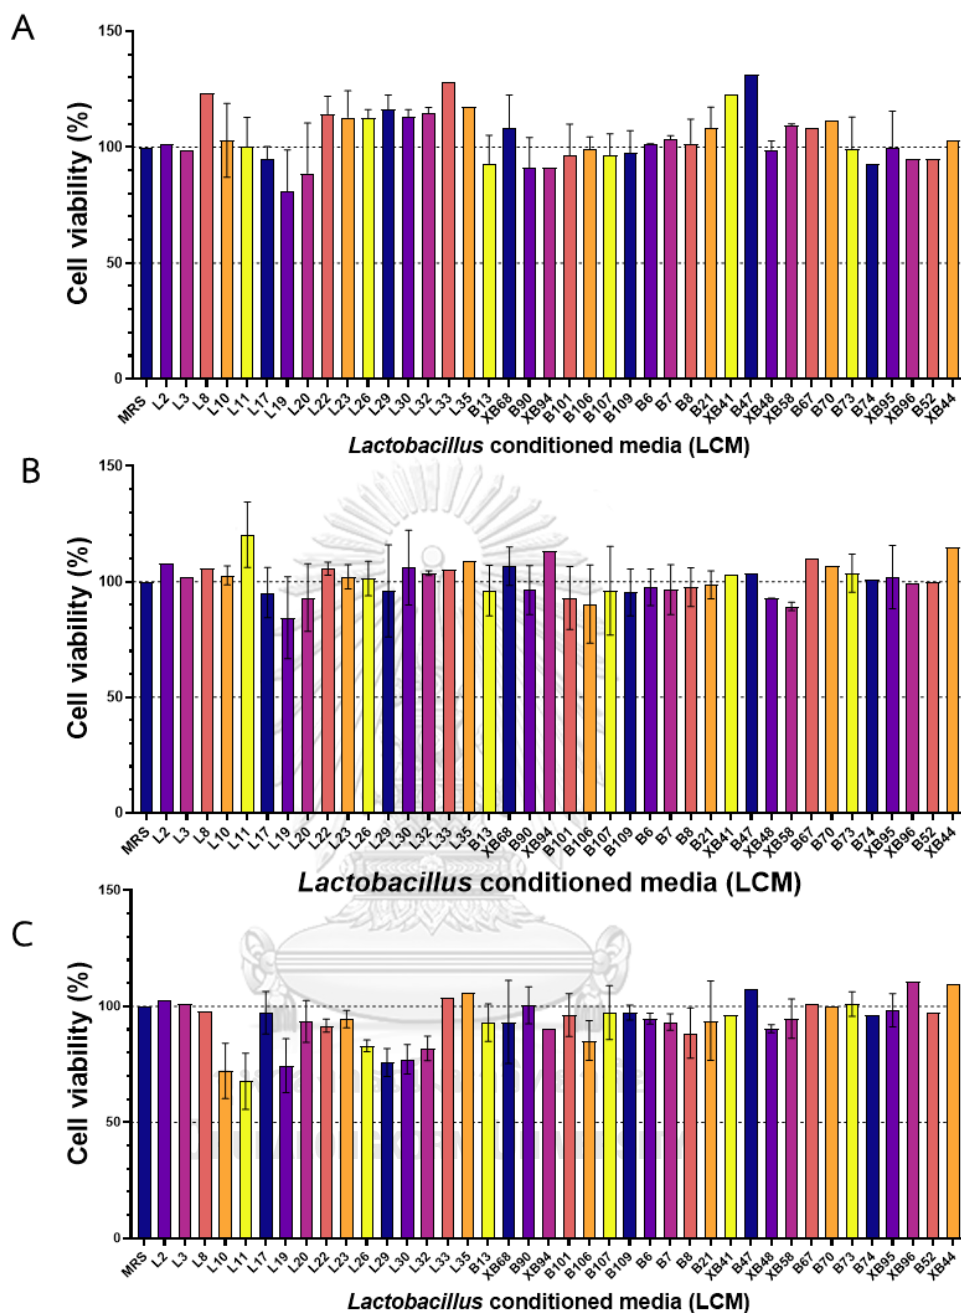 A
Cell viability (%)
150
100
50
0
MRS L2 L3 L8 L10 L11 L17 L19 L20 L22 L23 L26 L29 L30 L32 L33 L35 B13 XB68 B90 XB94 B101 B106 B107 B109 B6 B7 B8 B21 XB41 B47 XB48 XB58 B67 B70 B73 B74 XB95 XB96 B52 XB44
Lactobacillus conditioned media (LCM)
B
Cell viability (%)
150
100
50
0
MRS L2 L3 L8 L10 L11 L17 L19 L20 L22 L23 L26 L29 L30 L32 L33 L35 B13 XB68 B90 XB94 B101 B106 B107 B109 B6 B7 B8 B21 XB41 B47 XB48 XB58 B67 B70 B73 B74 XB95 XB96 B52 XB44
Lactobacillus conditioned media (LCM)
C
Cell viability (%)
150
100
50
0
MRS L2 L3 L8 L10 L11 L17 L19 L20 L22 L23 L26 L29 L30 L32 L33 L35 B13 XB68 B90 XB94 B101 B106 B107 B109 B6 B7 B8 B21 XB41 B47 XB48 XB58 B67 B70 B73 B74 XB95 XB96 B52 XB44
Lactobacillus conditioned media (LCM)